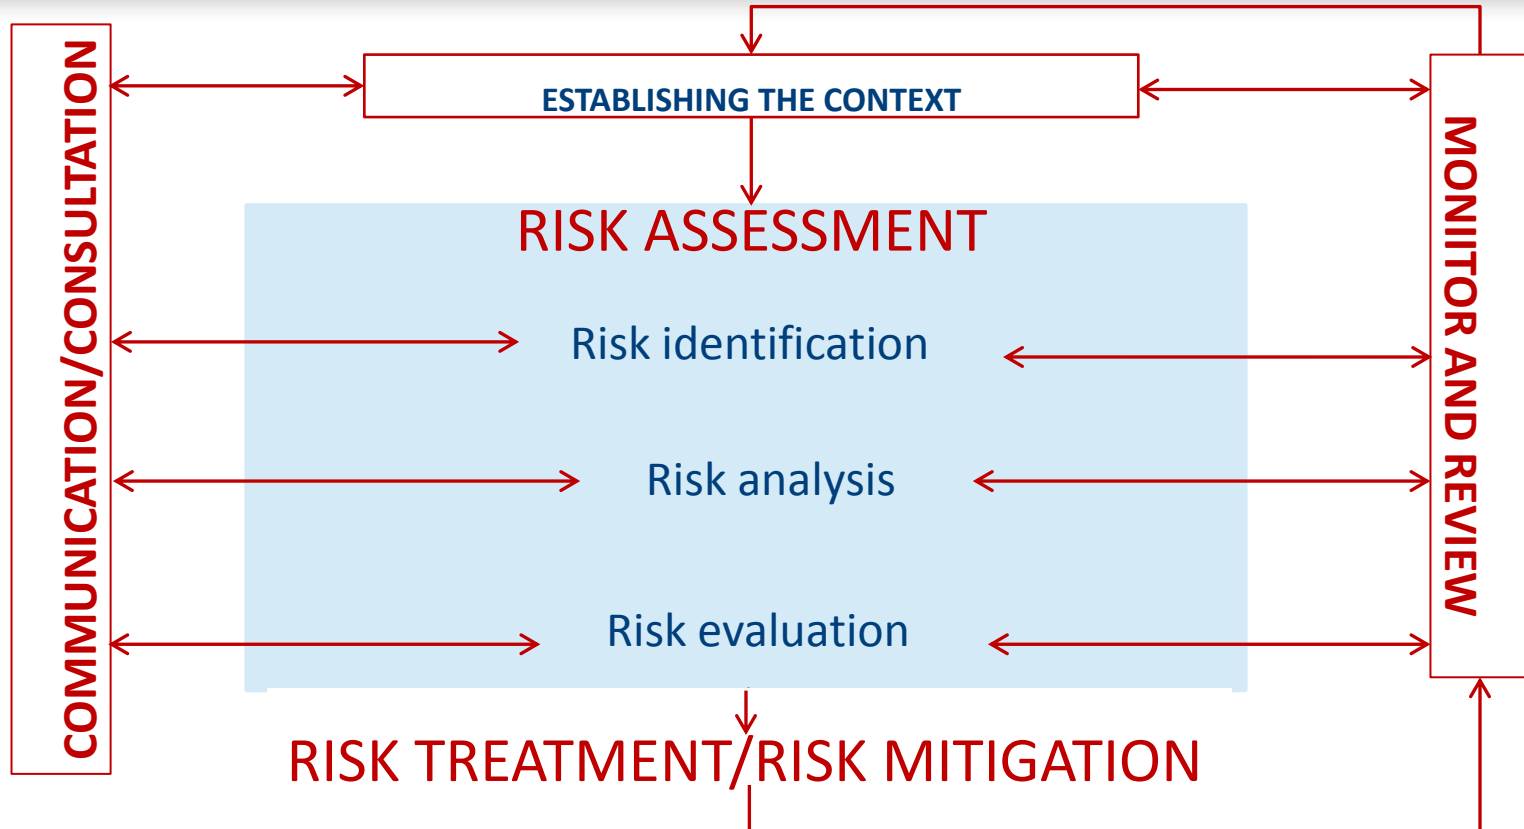 COMMUNICATION/CONSULTATION
ESTABLISHING THE CONTEXT
RISK ASSESSMENT
Risk identification
Risk analysis
Risk evaluation
RISK TREATMENT/RISK MITIGATION
MONIITOR AND REVIEW